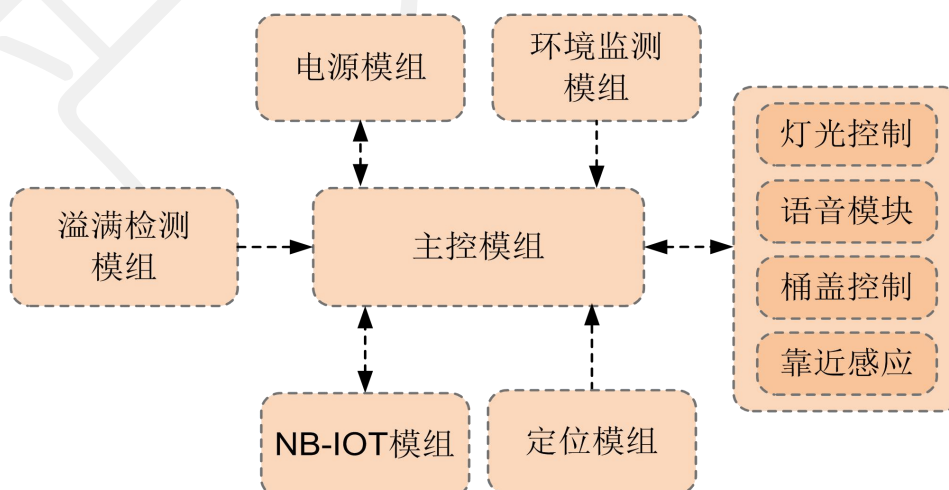 电源模组
环境监测
模组
灯光控制
语音模块
桶盖控制
靠近感应
溢满检测
模组
主控模组
NB-IOT模组
定位模组